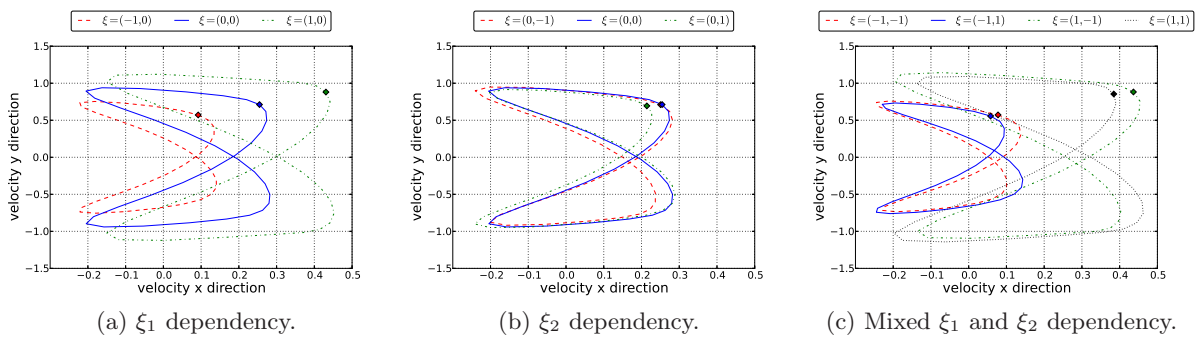 ξ=(−1,0) ξ=(0,0) ξ=(1,0)
1.5
1.0
0.5
0.0
−0.5
−1.0
−1.5
velocity y direction
−0.2 −0.1 0.0 0.1 0.2 0.3 0.4 0.5
velocity x direction
(a) ξ₁ dependency.
ξ=(0,−1) ξ=(0,0) ξ=(0,1)
1.5
1.0
0.5
0.0
−0.5
−1.0
−1.5
velocity y direction
−0.2 −0.1 0.0 0.1 0.2 0.3 0.4 0.5
velocity x direction
(b) ξ₂ dependency.
ξ=(−1,−1) ξ=(−1,1) ξ=(1,−1) ξ=(1,1)
1.5
1.0
0.5
0.0
−0.5
−1.0
−1.5
velocity y direction
−0.2 −0.1 0.0 0.1 0.2 0.3 0.4 0.5
velocity x direction
(c) Mixed ξ₁ and ξ₂ dependency.